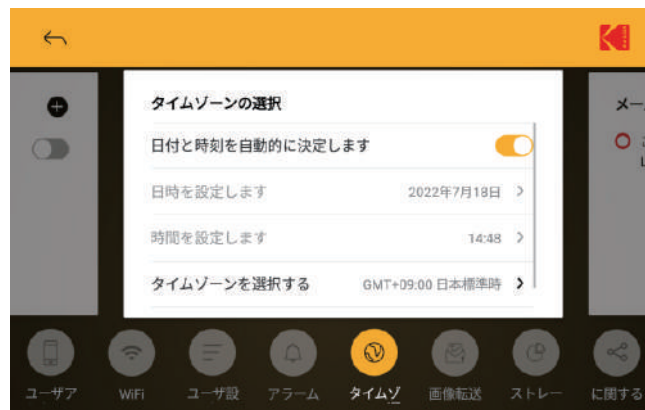 タイムゾーンの選択
日付と時刻を自動的に決定します
日時を設定します 2022年7月18日
時間を設定します 14:48
タイムゾーンを選択する GMT+09:00 日本標準時
メー
ユーザア WiFi ユーザ設 アラーム タイムゾ 画像転送 ストレー に関する